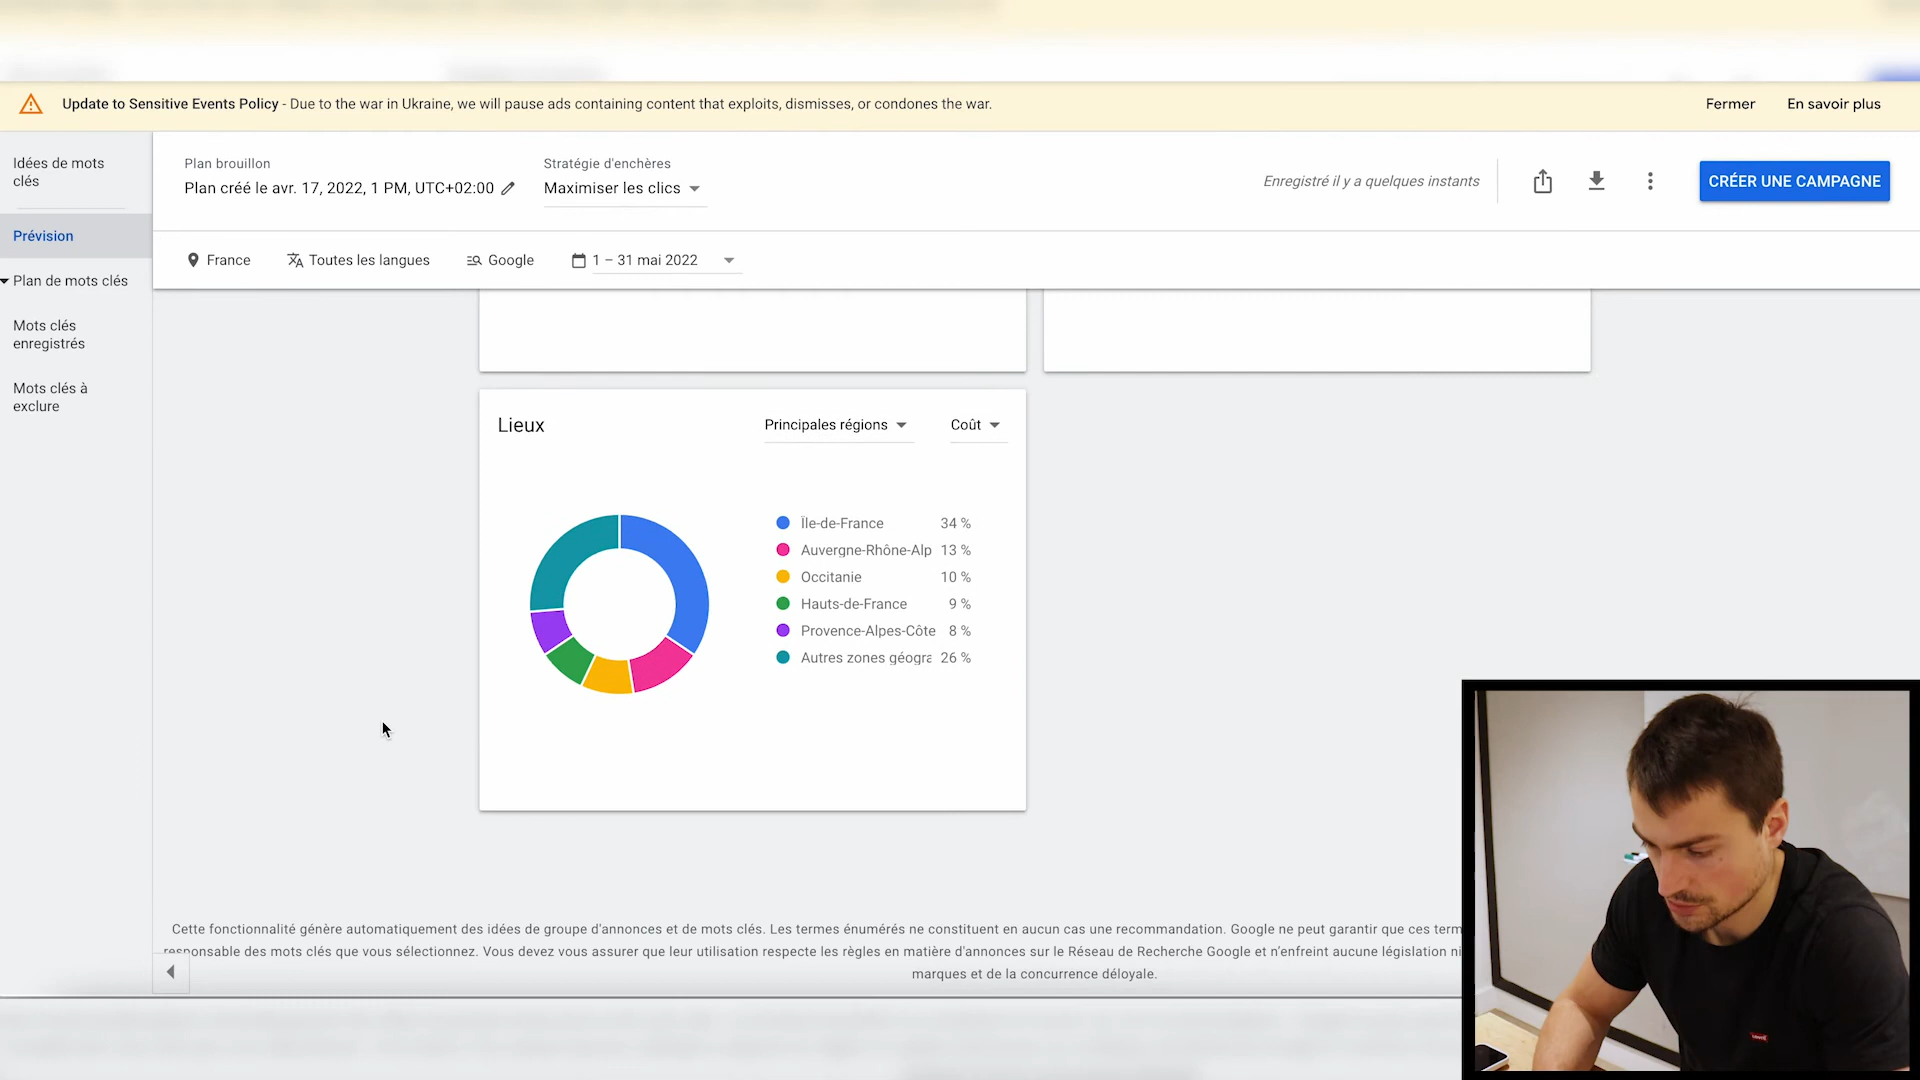 Update to Sensitive Events Policy - Due to the war in Ukraine, we will pause ads containing content that exploits, dismisses, or condones the war.
Fermer
En savoir plus
Idées de mots
clés
Prévision
Plan de mots clés
Mots clés
enregistrés
Mots clés à
exclure
Plan brouillon
Plan créé le avr. 17, 2022, 1 PM, UTC+02:00
Stratégie d'enchères
Maximiser les clics
Enregistré il y a quelques instants
CRÉER UNE CAMPAGNE
France
Toutes les langues
Google
1 – 31 mai 2022
Lieux
Principales régions
Coût
Île-de-France 34 %
Auvergne-Rhône-Alp 13 %
Occitanie 10 %
Hauts-de-France 9 %
Provence-Alpes-Côte 8 %
Autres zones géogra 26 %
Cette fonctionnalité génère automatiquement des idées de groupe d'annonces et de mots clés. Les termes énumérés ne constituent en aucun cas une recommandation. Google ne peut garantir que ces term
responsable des mots clés que vous sélectionnez. Vous devez vous assurer que leur utilisation respecte les règles en matière d'annonces sur le Réseau de Recherche Google et n'enfreint aucune législation ni
marques et de la concurrence déloyale.